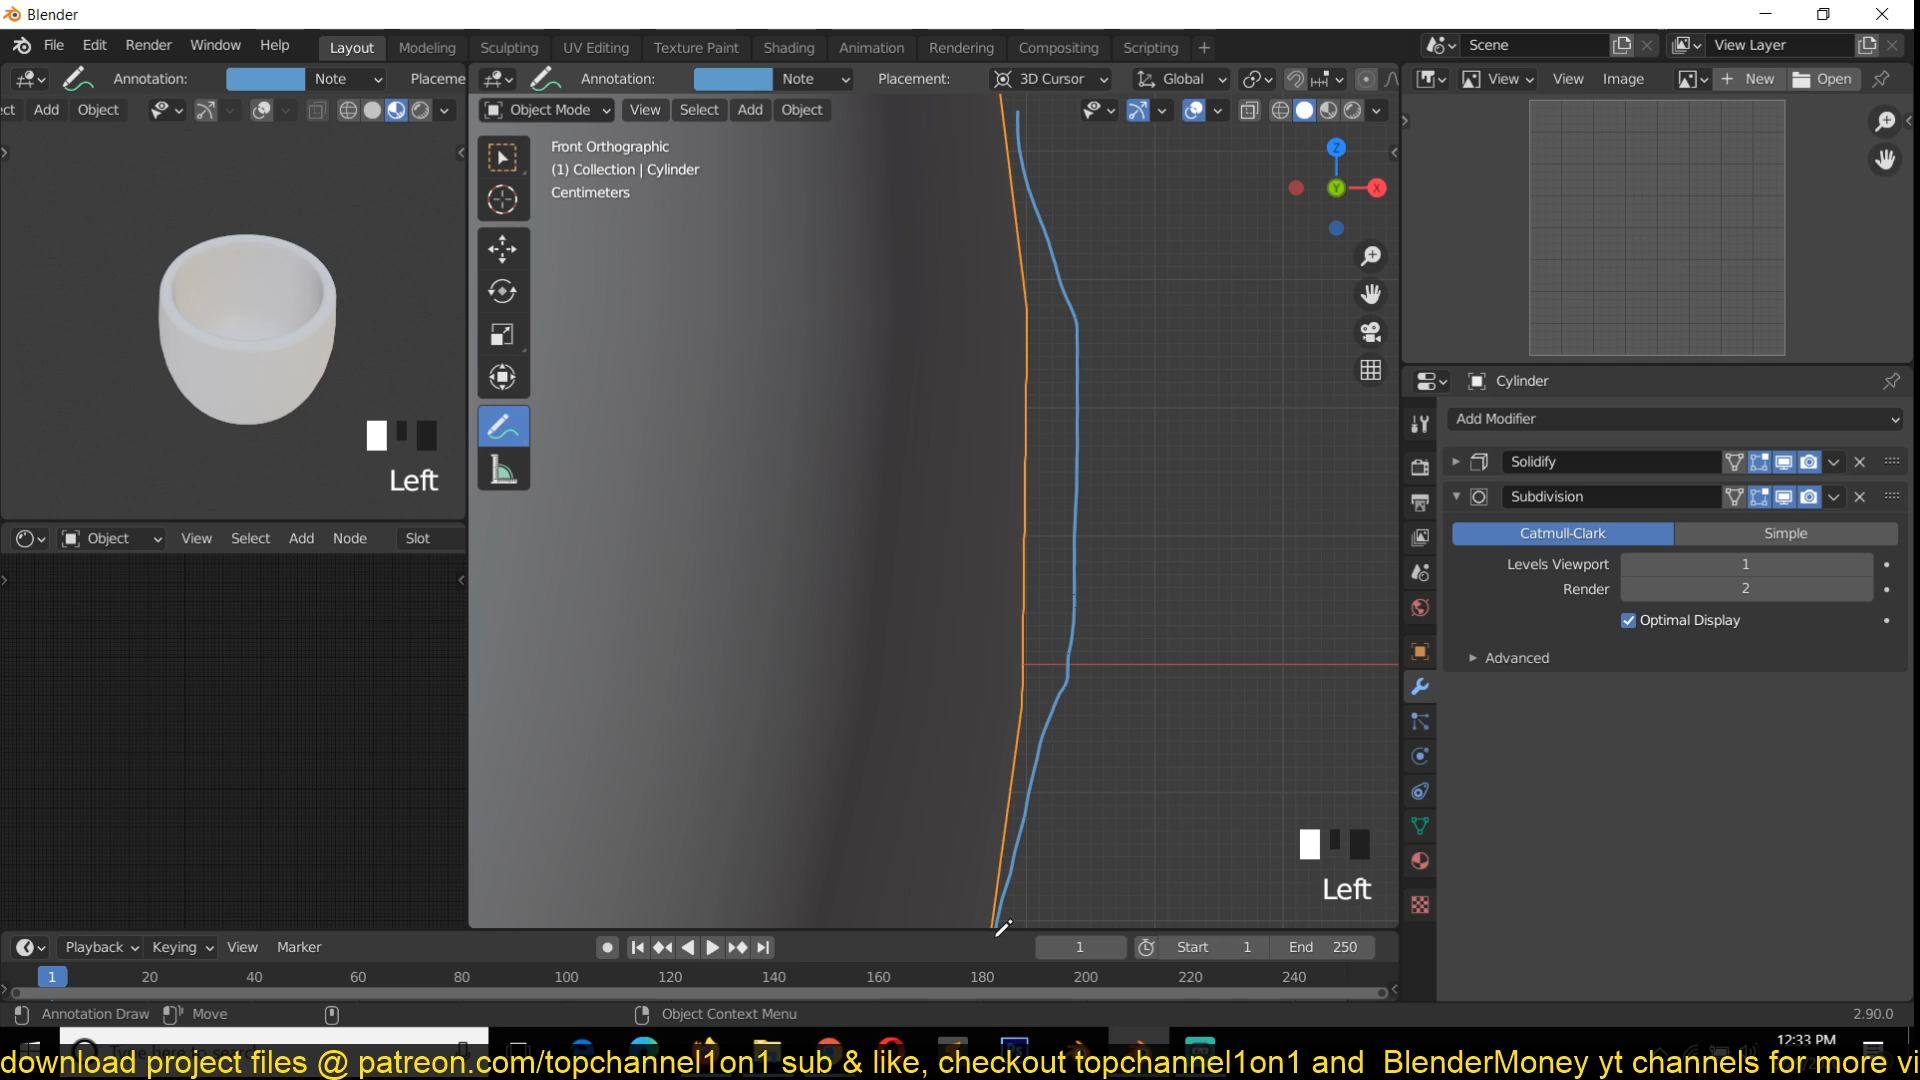 Blender
File Edit Render Window Help Layout Modeling Sculpting UV Editing Texture Paint Shading Animation Rendering Compositing Scripting Scene View Layer
Annotation: Note Placeme Annotation: Note Placement: 3D Cursor Global View View Image New Open
ct Add Object Object Mode View Select Add Object
Front Orthographic
(1) Collection | Cylinder
Centimeters
Z
Y
X
Left
Cylinder
Add Modifier
Solidify
Subdivision
Catmull-Clark Simple
Levels Viewport 1
Render 2
Optimal Display
Advanced
Object View Select Add Node Slot
Left
Playback Keying View Marker 1 Start 1 End 250
1 20 40 60 80 100 120 140 160 180 200 220 240
Annotation Draw Move Object Context Menu 2.90.0
12:33 PM
download project files @ patreon.com/topchannel1on1 sub & like, checkout topchannel1on1 and BlenderMoney yt channels for more vi